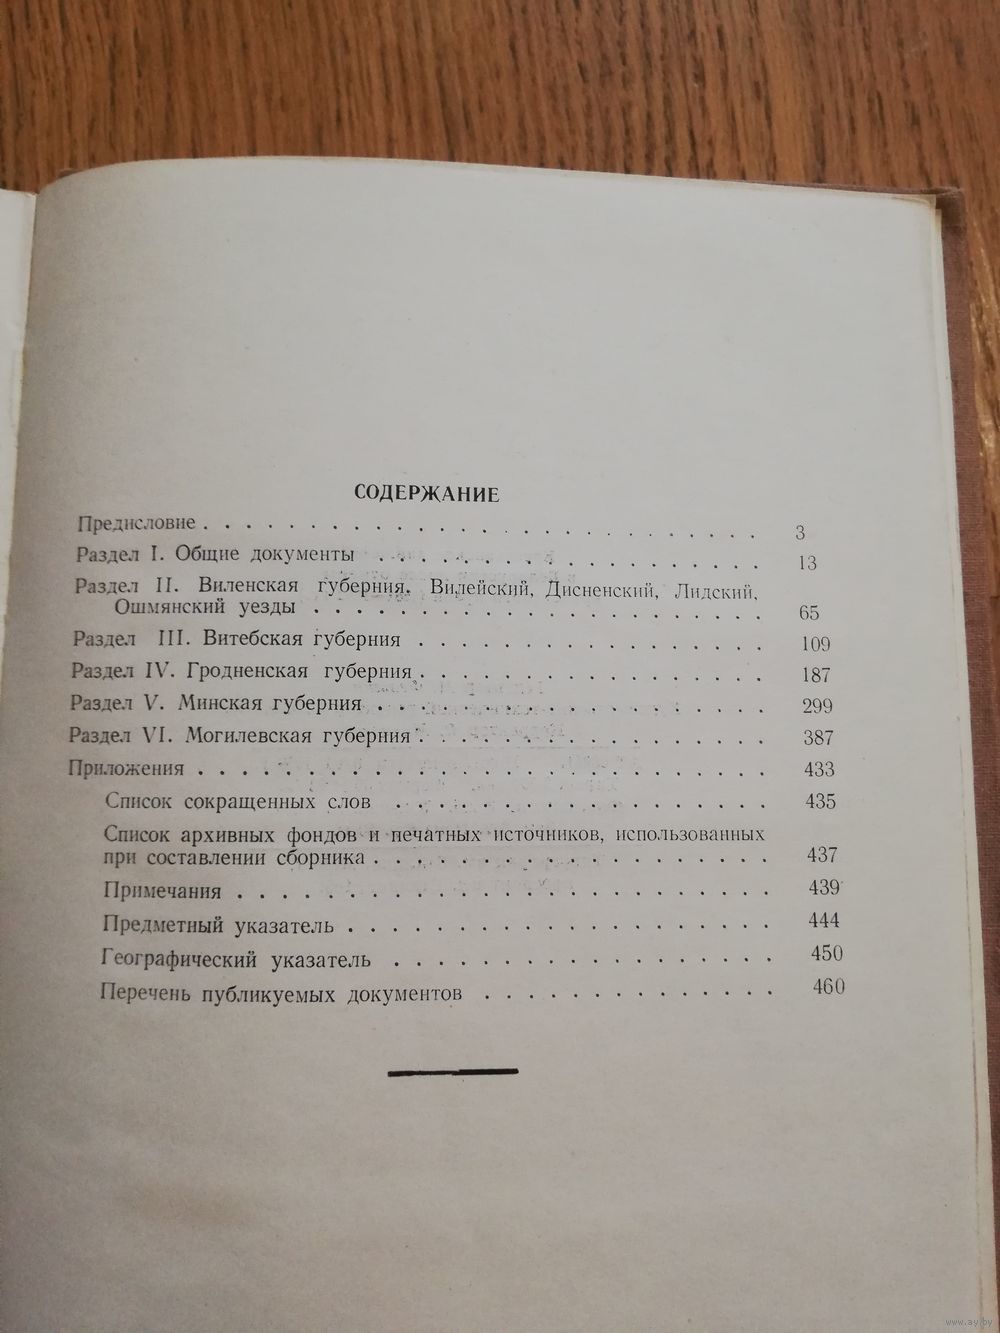 СОДЕРЖАНИЕ
Предисловие . . . . . . . . . . . . . . . . . . . . 3
Раздел I. Общие документы . . . . . . . . . . . . . . 13
Раздел II. Виленская губерния. Вилейский, Дисненский, Лидский,
Ошмянский уезды . . . . . . . . . . . . . . . . . 65
Раздел III. Витебская губерния . . . . . . . . . . . . . 109
Раздел IV. Гродненская губерния . . . . . . . . . . . . . 187
Раздел V. Минская губерния . . . . . . . . . . . . . . 299
Раздел VI. Могилевская губерния . . . . . . . . . . . . . 387
Приложения . . . . . . . . . . . . . . . . . . . . 433
Список сокращенных слов . . . . . . . . . . . . . . 435
Список архивных фондов и печатных источников, использованных
при составлении сборника . . . . . . . . . . . . . . . 437
Примечания . . . . . . . . . . . . . . . . . . . 439
Предметный указатель . . . . . . . . . . . . . . . . 444
Географический указатель . . . . . . . . . . . . . . 450
Перечень публикуемых документов . . . . . . . . . . . 460
www.ay.by